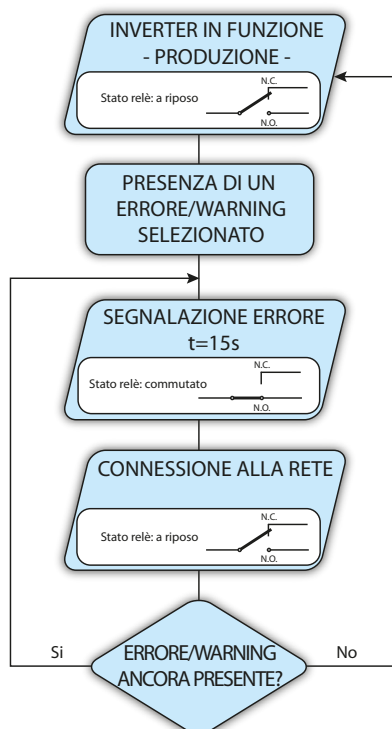 INVERTER IN FUNZIONE
- PRODUZIONE -
N.C.
Stato relè: a riposo
N.O.
PRESENZA DI UN
ERRORE/WARNING
SELEZIONATO
SEGNALAZIONE ERRORE
t=15s
N.C.
Stato relè: commutato
N.O.
CONNESSIONE ALLA RETE
N.C.
Stato relè: a riposo
N.O.
Si
ERRORE/WARNING
ANCORA PRESENTE?
No